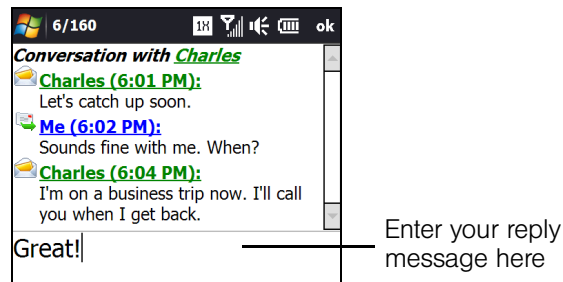 6/160 1X ok
Conversation with Charles
Charles (6:01 PM):
Let's catch up soon.
Me (6:02 PM):
Sounds fine with me. When?
Charles (6:04 PM):
I'm on a business trip now. I'll call
you when I get back.
Great!
Enter your reply
message here